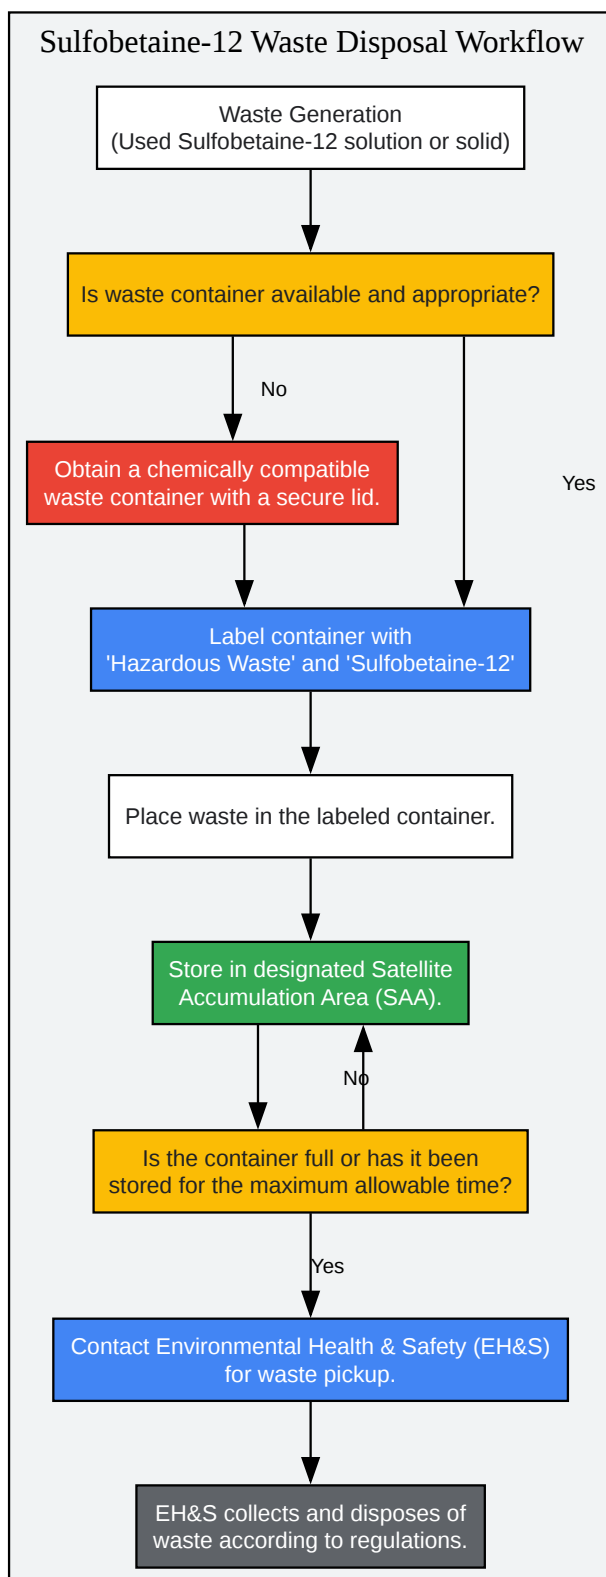 Sulfobetaine-12 Waste Disposal Workflow
Waste Generation
(Used Sulfobetaine-12 solution or solid)
Is waste container available and appropriate?
No
Obtain a chemically compatible
waste container with a secure lid.
Yes
Label container with
'Hazardous Waste' and 'Sulfobetaine-12'
Place waste in the labeled container.
Store in designated Satellite
Accumulation Area (SAA).
No
Is the container full or has it been
stored for the maximum allowable time?
Yes
Contact Environmental Health & Safety (EH&S)
for waste pickup.
EH&S collects and disposes of
waste according to regulations.